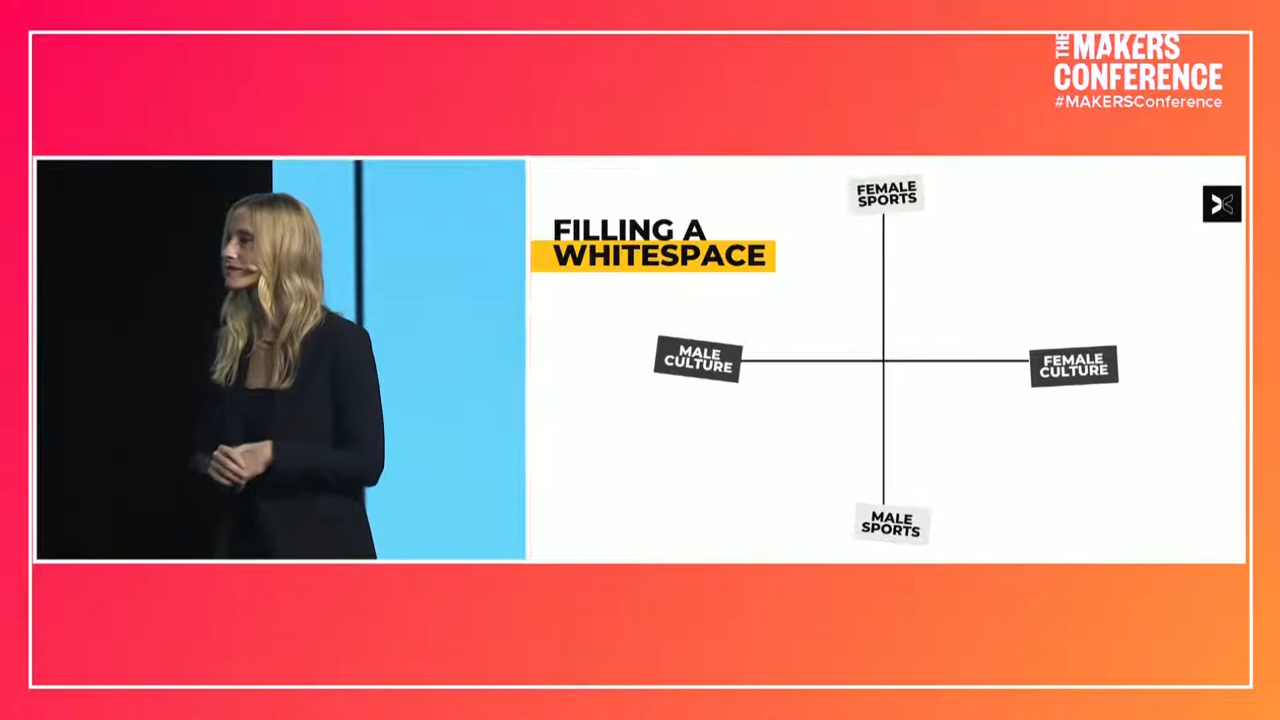 THE MAKERS
CONFERENCE
#MAKERSConference
FILLING A
WHITESPACE
FEMALE
SPORTS
MALE
CULTURE
FEMALE
CULTURE
MALE
SPORTS